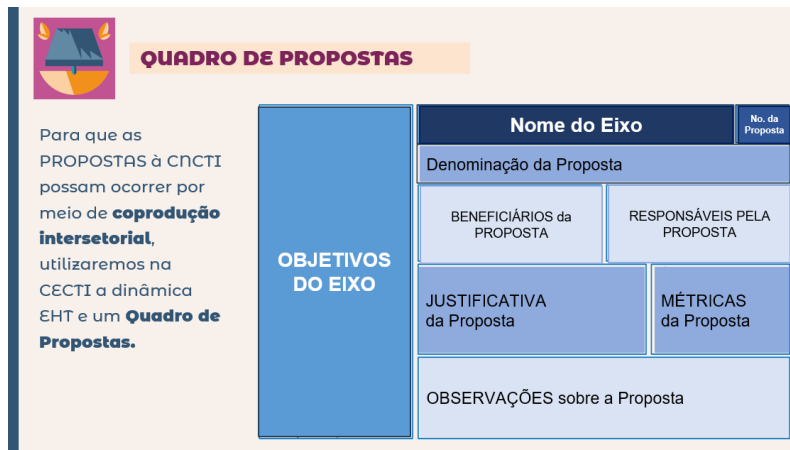 QUADRO DE PROPOSTAS
Para que as
PROPOSTAS à CNCTI
possam ocorrer por
meio de coprodução
intersetorial,
utilizaremos na
CECTI a dinâmica
EHT e um Quadro de
Propostas.
OBJETIVOS
DO EIXO
Nome do Eixo
No. da
Proposta
Denominação da Proposta
BENEFICIÁRIOS da
PROPOSTA
RESPONSÁVEIS PELA
PROPOSTA
JUSTIFICATIVA
da Proposta
MÉTRICAS
da Proposta
OBSERVAÇÕES sobre a Proposta